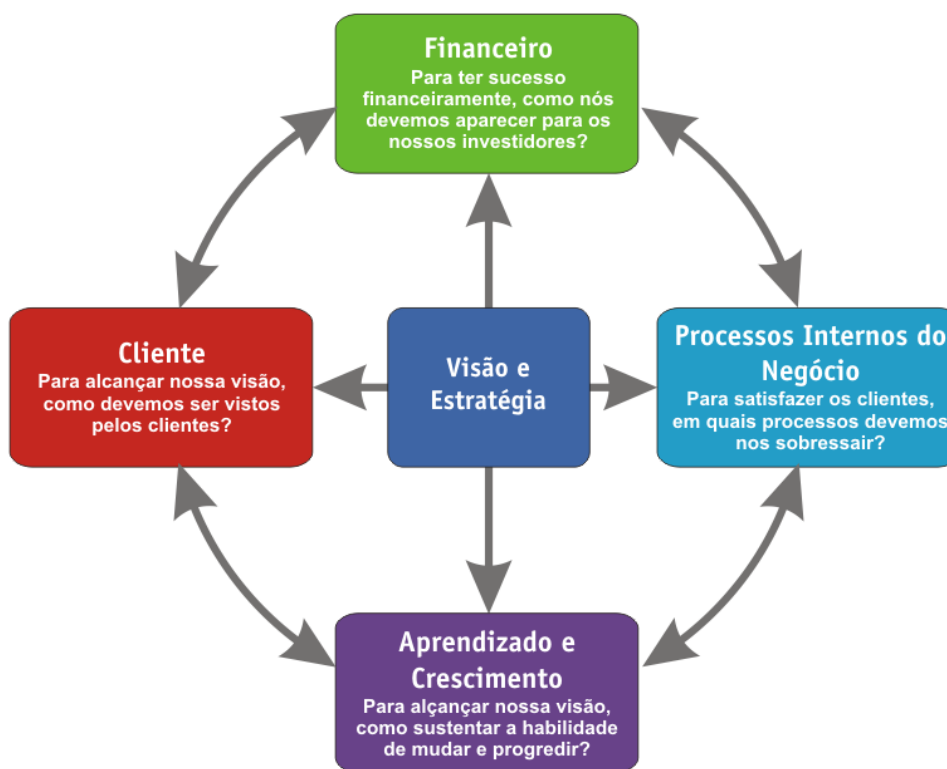 Financeiro
Para ter sucesso
financeiramente, como nós
devemos aparecer para os
nossos investidores?
Cliente
Para alcançar nossa visão,
como devemos ser vistos
pelos clientes?
Visão e
Estratégia
Processos Internos do
Negócio
Para satisfazer os clientes,
em quais processos devemos
nos sobressair?
Aprendizado e
Crescimento
Para alçançar nossa visão,
como sustentar a habilidade
de mudar e progredir?